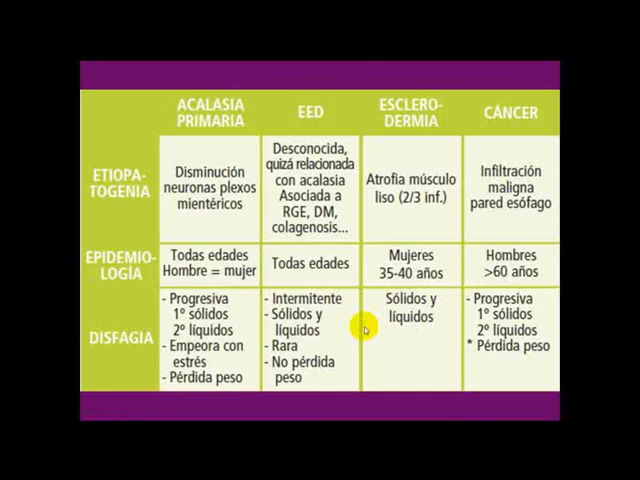 ACALASIA
PRIMARIA
EED
ESCLERO-
DERMIA
CÁNCER
ETIOPA-
TOGENIA
Disminución
neuronas plexos
mientéricos
Desconocida,
quizá relacionada
con acalasia
Asociada a
RGE, DM,
colagenosis...
Atrofia músculo
liso (2/3 inf.)
Infiltración
maligna
pared esófago
EPIDEMIO-
LOGÍA
Todas edades
Hombre = mujer
Todas edades
Mujeres
35-40 años
Hombres
>60 años
DISFAGIA
- Progresiva
1º sólidos
2º líquidos
- Empeora con
estrés
- Pérdida peso
- Intermitente
- Sólidos y
líquidos
- Rara
- No pérdida
peso
Sólidos y
líquidos
- Progresiva
1º sólidos
2º líquidos
* Pérdida peso